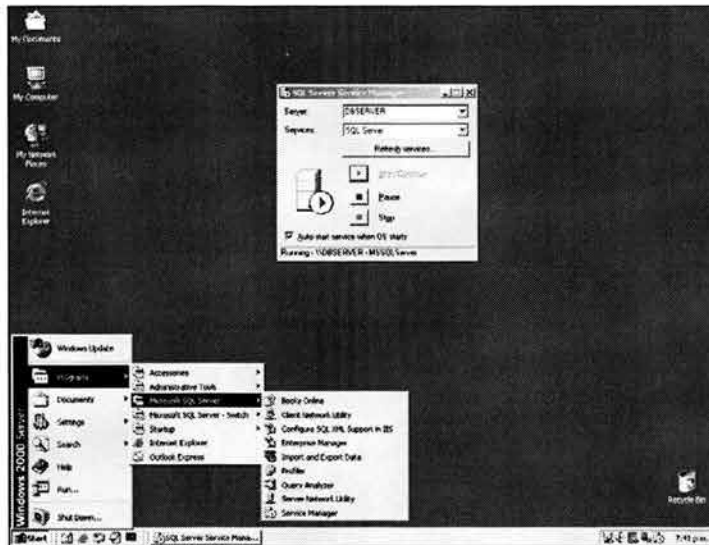 My Documents
My Computer
My Network
Places
Internet
Explorer
SQL Server Service Manager
Server: DBSERVER
Services: SQL Server
Refresh services...
Start/Continue
Pause
Stop
Auto start service when OS starts
Running - \\DBSERVER - MSSQLServer
Windows 2000 Server
Windows Update
Programs
Documents
Settings
Search
Help
Run...
Shut Down...
Accessories
Administrative Tools
Microsoft SQL Server
Microsoft SQL Server - Switch
Startup
Internet Explorer
Outlook Express
Books Online
Client Network Utility
Configure SQL XML Support in IIS
Enterprise Manager
Import and Export Data
Profiler
Query Analyzer
Server Network Utility
Service Manager
Recycle Bin
Start
SQL Server Service Mana...